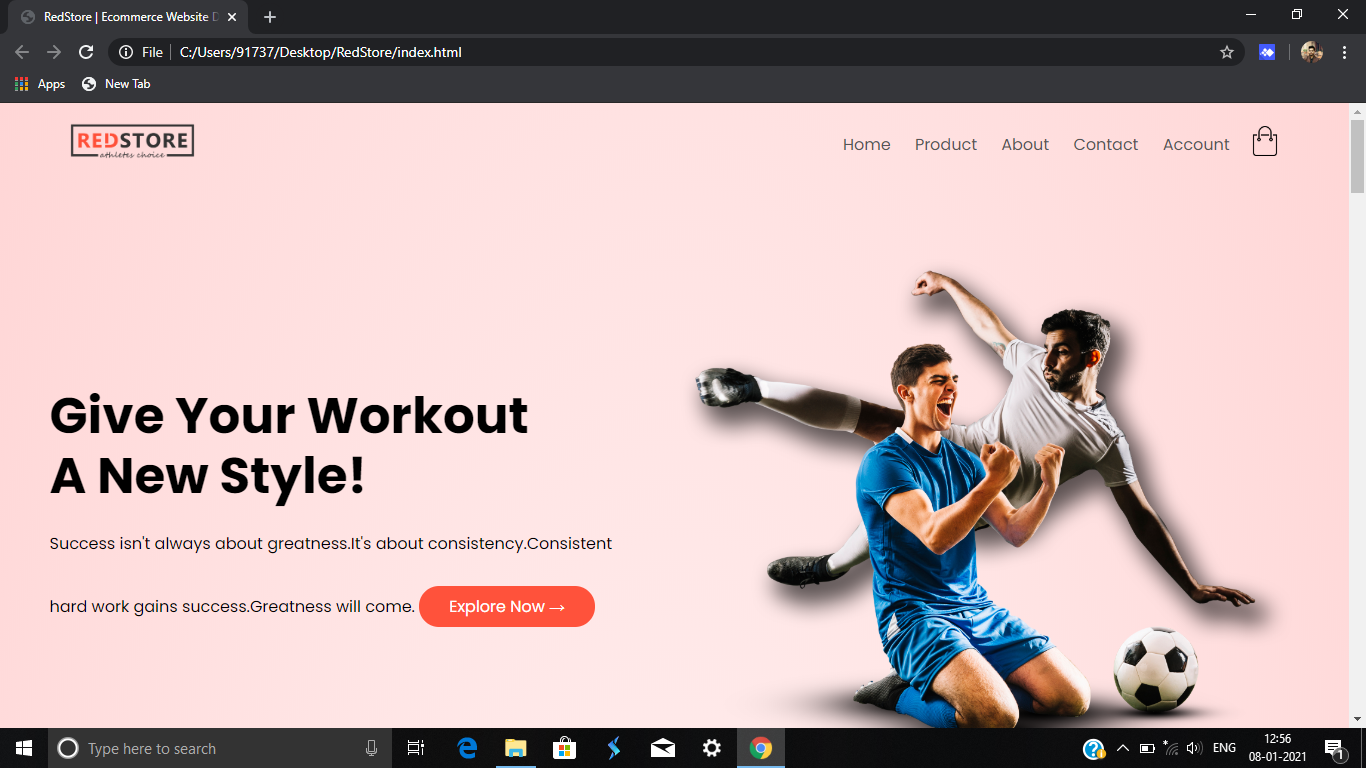 RedStore | Ecommerce Website D
File
C:/Users/91737/Desktop/RedStore/index.html
Apps
New Tab
REDSTORE
athletes choice
Home
Product
About
Contact
Account
Give Your Workout
A New Style!
Success isn't always about greatness.It's about consistency.Consistent
hard work gains success.Greatness will come.
Explore Now →
Type here to search
ENG
12:56
08-01-2021
1